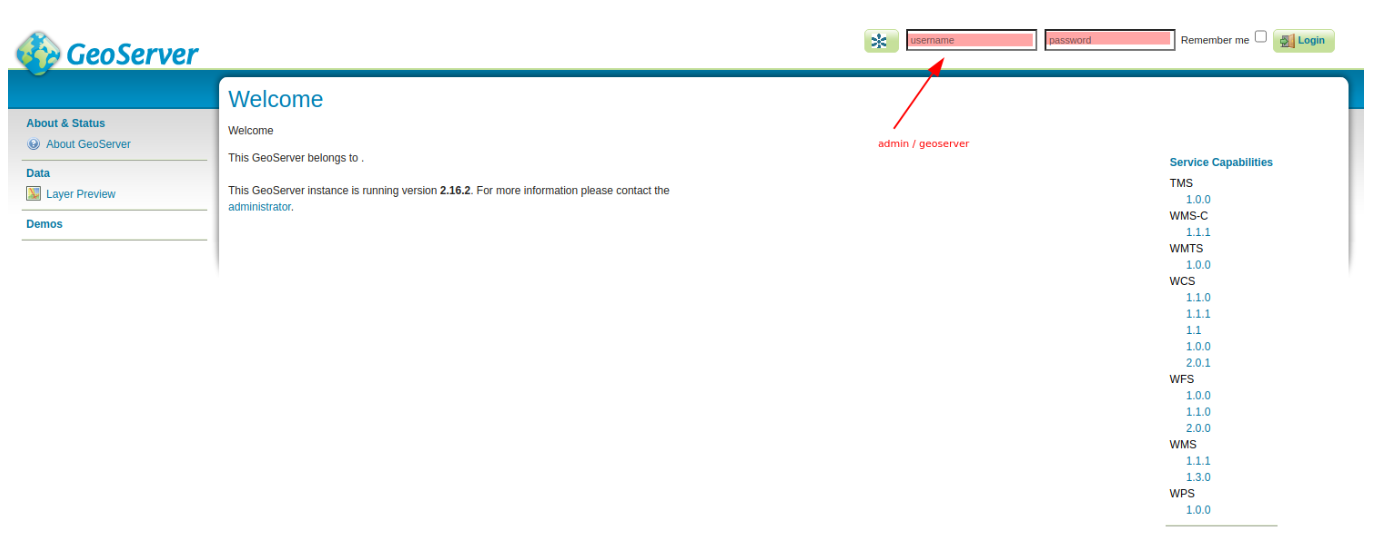 GeoServer
username
password
Remember me
Login
Welcome
About & Status
Welcome
About GeoServer
admin / geoserver
This GeoServer belongs to .
Data
Layer Preview
This GeoServer instance is running version 2.16.2. For more information please contact the
administrator.
Demos
Service Capabilities
TMS
1.0.0
WMS-C
1.1.1
WMTS
1.0.0
WCS
1.1.0
1.1.1
1.1
1.0.0
2.0.1
WFS
1.0.0
1.1.0
2.0.0
WMS
1.1.1
1.3.0
WPS
1.0.0